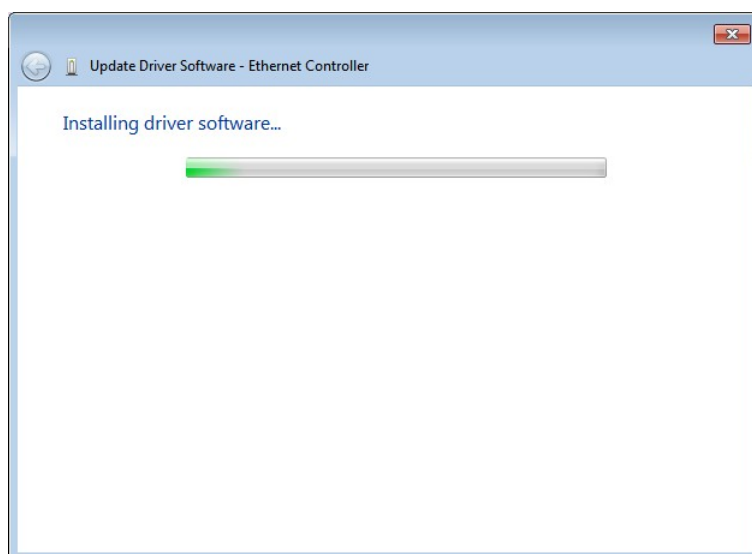 Update Driver Software - Ethernet Controller
Installing driver software...